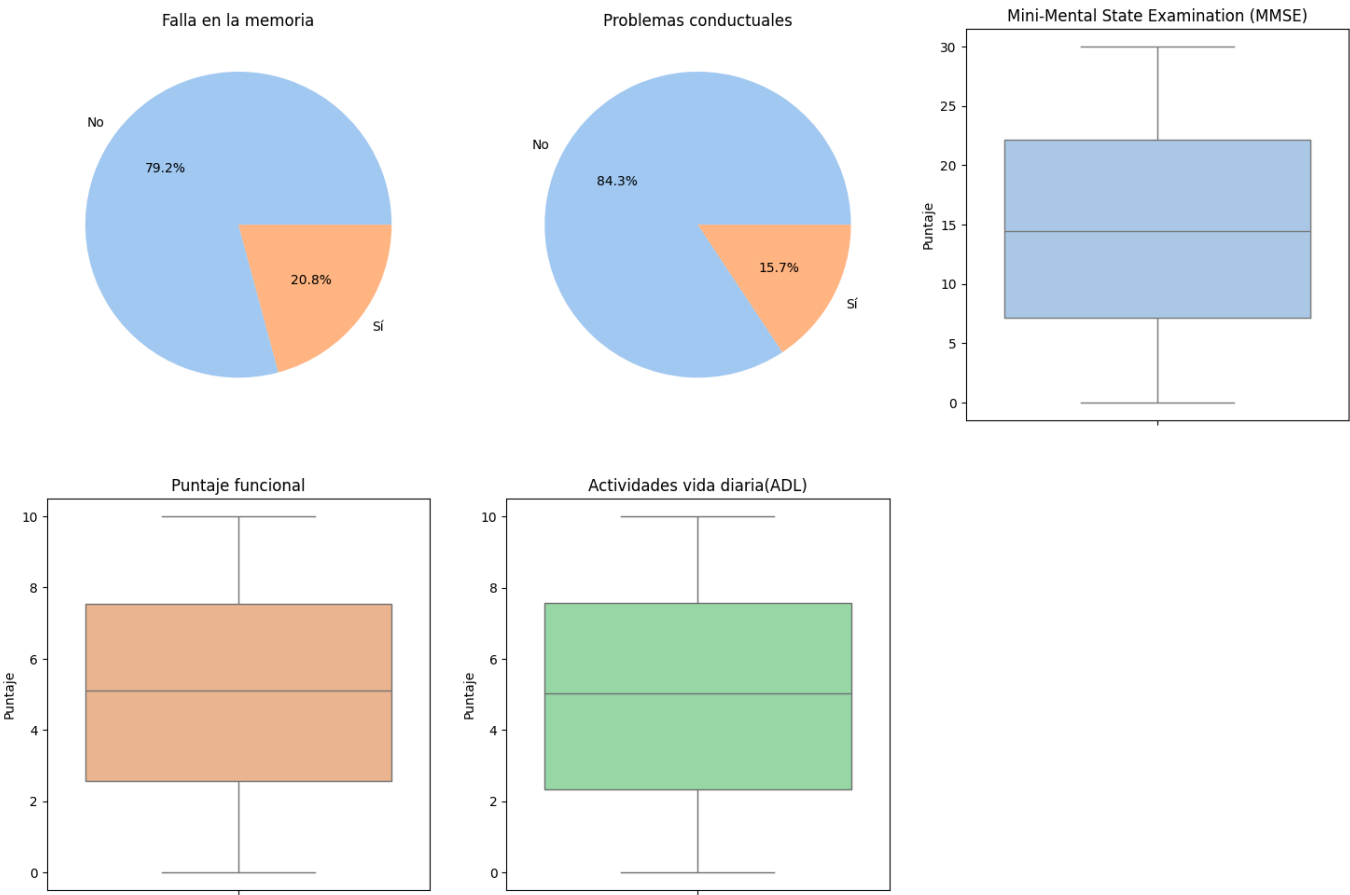 Falla en la memoria
No
79.2%
20.8%
Sí
Problemas conductuales
No
84.3%
15.7%
Sí
Mini-Mental State Examination (MMSE)
30
25
20
15
10
5
0
Puntaje
Puntaje funcional
10
8
6
4
2
0
Puntaje
Actividades vida diaria(ADL)
10
8
6
4
2
0
Puntaje